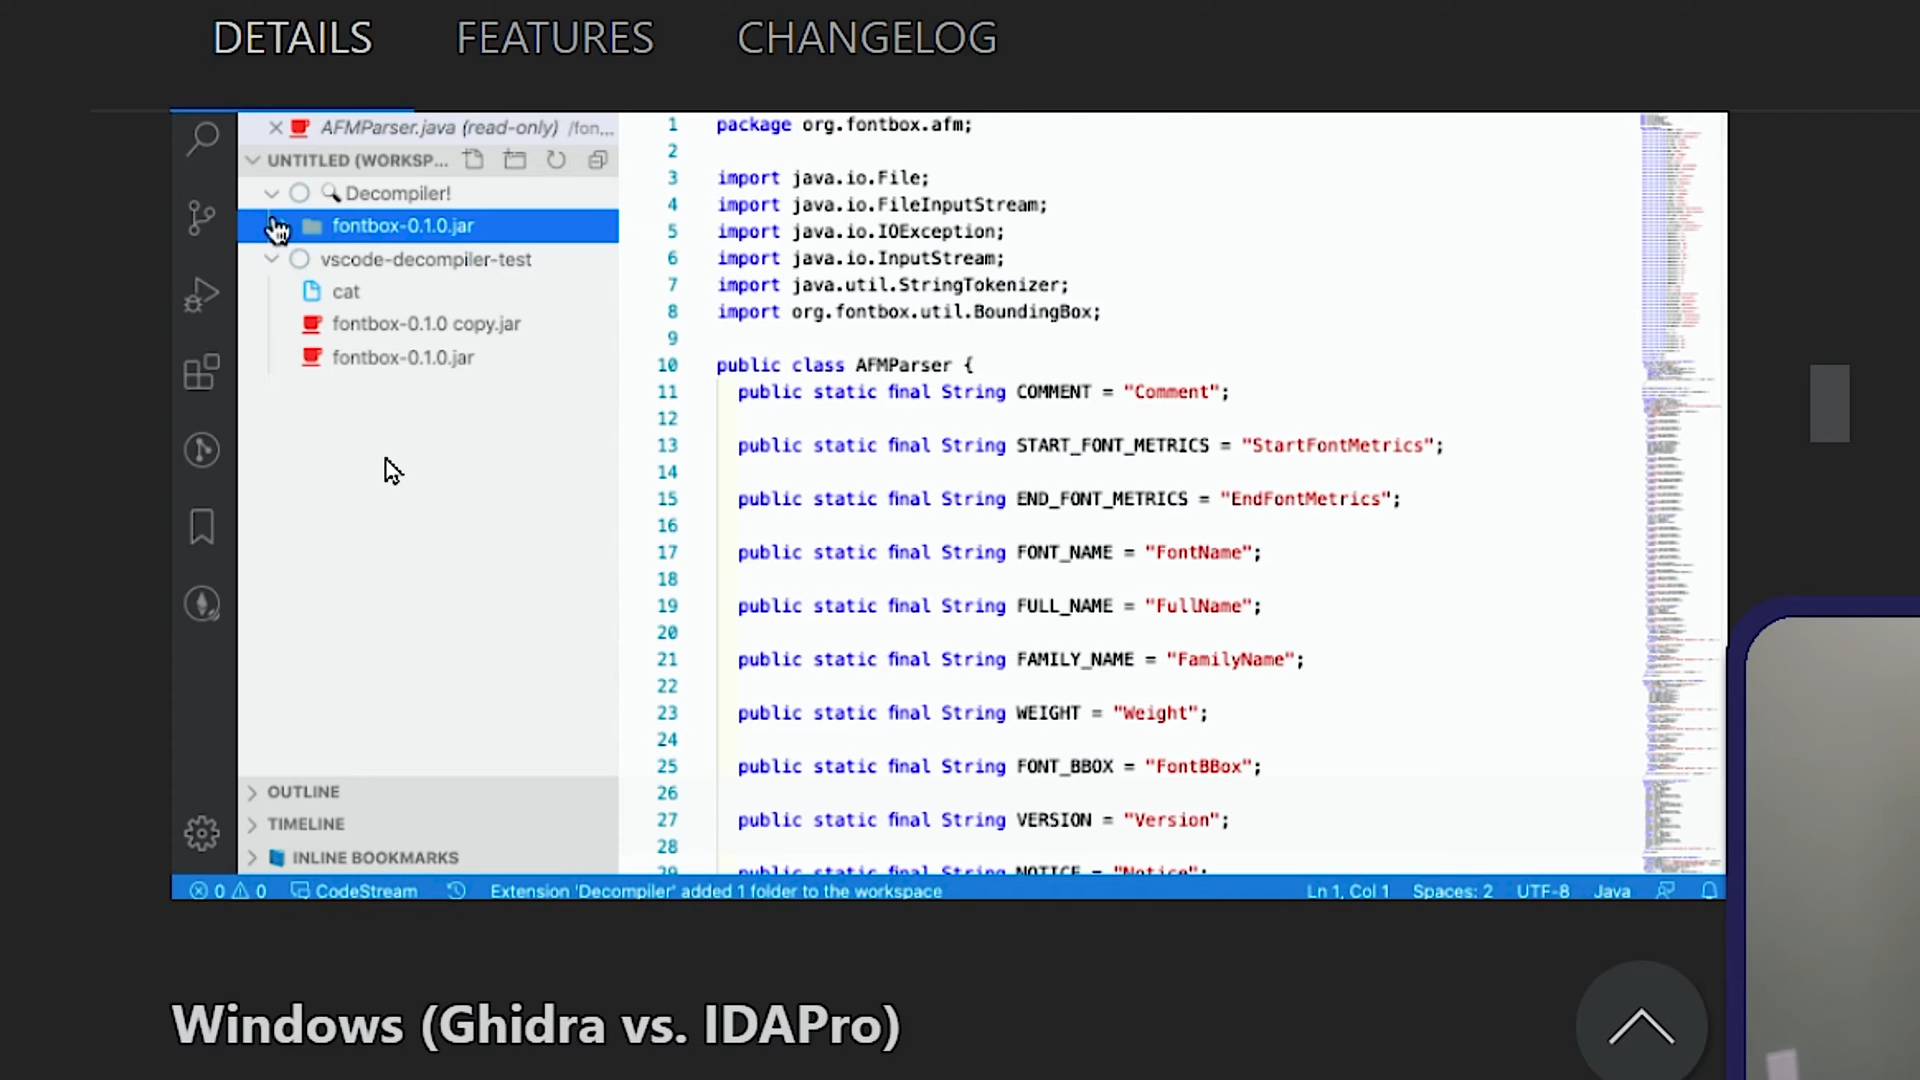 DETAILS FEATURES CHANGELOG
AFMParser.java (read-only) /fon...
UNTITLED (WORKSP...
Decompiler!
fontbox-0.1.0.jar
vscode-decompiler-test
cat
fontbox-0.1.0 copy.jar
fontbox-0.1.0.jar
OUTLINE
TIMELINE
INLINE BOOKMARKS
1 package org.fontbox.afm;
2
3 import java.io.File;
4 import java.io.FileInputStream;
5 import java.io.IOException;
6 import java.io.InputStream;
7 import java.util.StringTokenizer;
8 import org.fontbox.util.BoundingBox;
9
10 public class AFMParser {
11 public static final String COMMENT = "Comment";
12
13 public static final String START_FONT_METRICS = "StartFontMetrics";
14
15 public static final String END_FONT_METRICS = "EndFontMetrics";
16
17 public static final String FONT_NAME = "FontName";
18
19 public static final String FULL_NAME = "FullName";
20
21 public static final String FAMILY_NAME = "FamilyName";
22
23 public static final String WEIGHT = "Weight";
24
25 public static final String FONT_BBOX = "FontBBox";
26
27 public static final String VERSION = "Version";
28
29 public static final String NOTICE = "Notice";
0 0 CodeStream Extension 'Decompiler' added 1 folder to the workspace Ln 1, Col 1 Spaces: 2 UTF-8 Java
Windows (Ghidra vs. IDAPro)